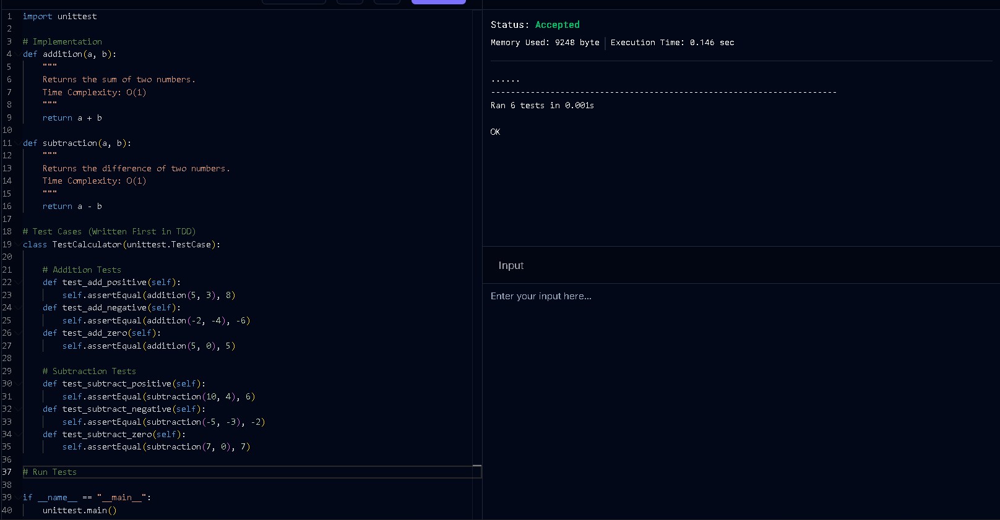 1 import unittest
2
3 # Implementation
4 def addition(a, b):
5     """
6     Returns the sum of two numbers.
7     Time Complexity: O(1)
8     """
9     return a + b
10
11 def subtraction(a, b):
12     """
13     Returns the difference of two numbers.
14     Time Complexity: O(1)
15     """
16     return a - b
17
18 # Test Cases (Written First in TDD)
19 class TestCalculator(unittest.TestCase):
20
21     # Addition Tests
22     def test_add_positive(self):
23         self.assertEqual(addition(5, 3), 8)
24     def test_add_negative(self):
25         self.assertEqual(addition(-2, -4), -6)
26     def test_add_zero(self):
27         self.assertEqual(addition(5, 0), 5)
28
29     # Subtraction Tests
30     def test_subtract_positive(self):
31         self.assertEqual(subtraction(10, 4), 6)
32     def test_subtract_negative(self):
33         self.assertEqual(subtraction(-5, -3), -2)
34     def test_subtract_zero(self):
35         self.assertEqual(subtraction(7, 0), 7)
36
37 # Run Tests
38
39 if __name__ == "__main__":
40     unittest.main()
Status: Accepted
Memory Used: 9248 byte | Execution Time: 0.146 sec
......
----------------------------------------------------------------------
Ran 6 tests in 0.001s
OK
Input
Enter your input here...